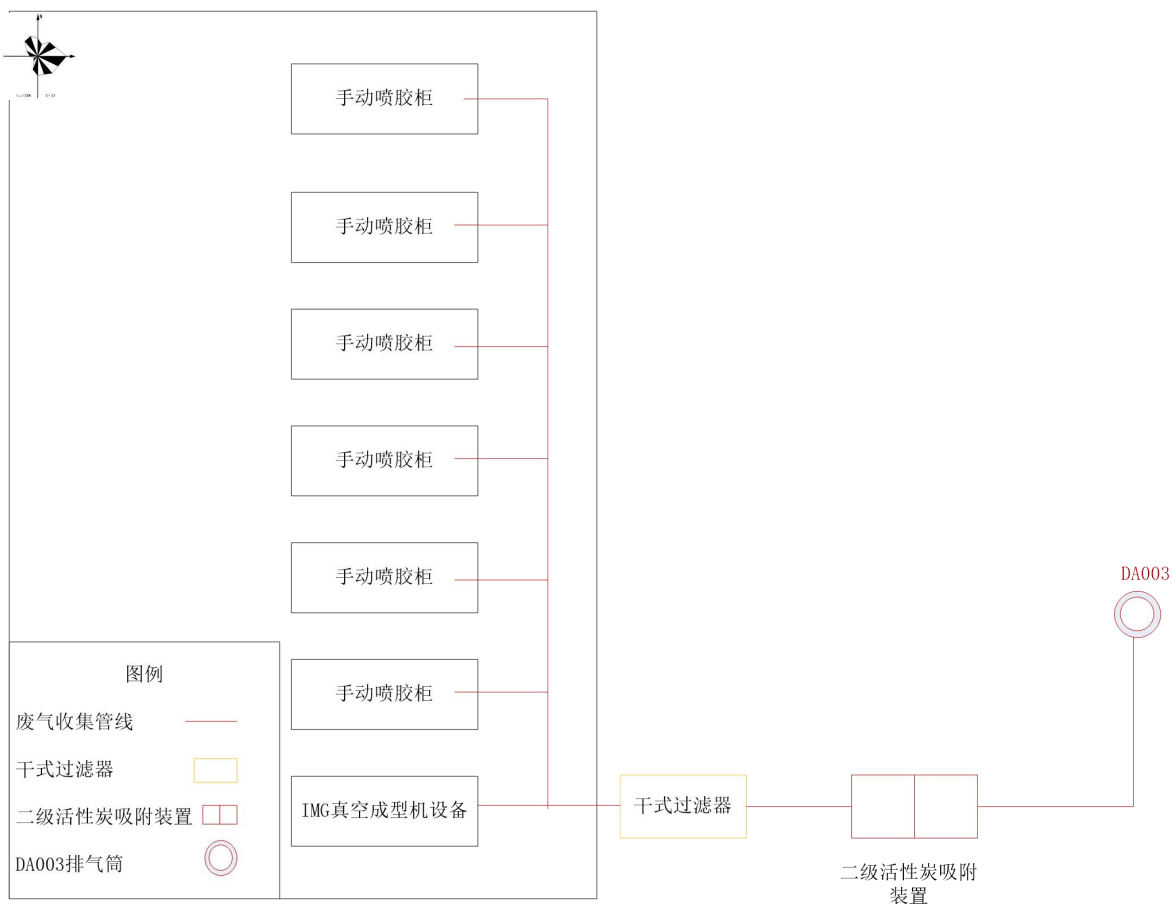 手动喷胶柜
手动喷胶柜
手动喷胶柜
手动喷胶柜
手动喷胶柜
手动喷胶柜
IMG真空成型机设备
干式过滤器
二级活性炭吸附
装置
DA003
图例
废气收集管线
干式过滤器
二级活性炭吸附装置
DA003排气筒